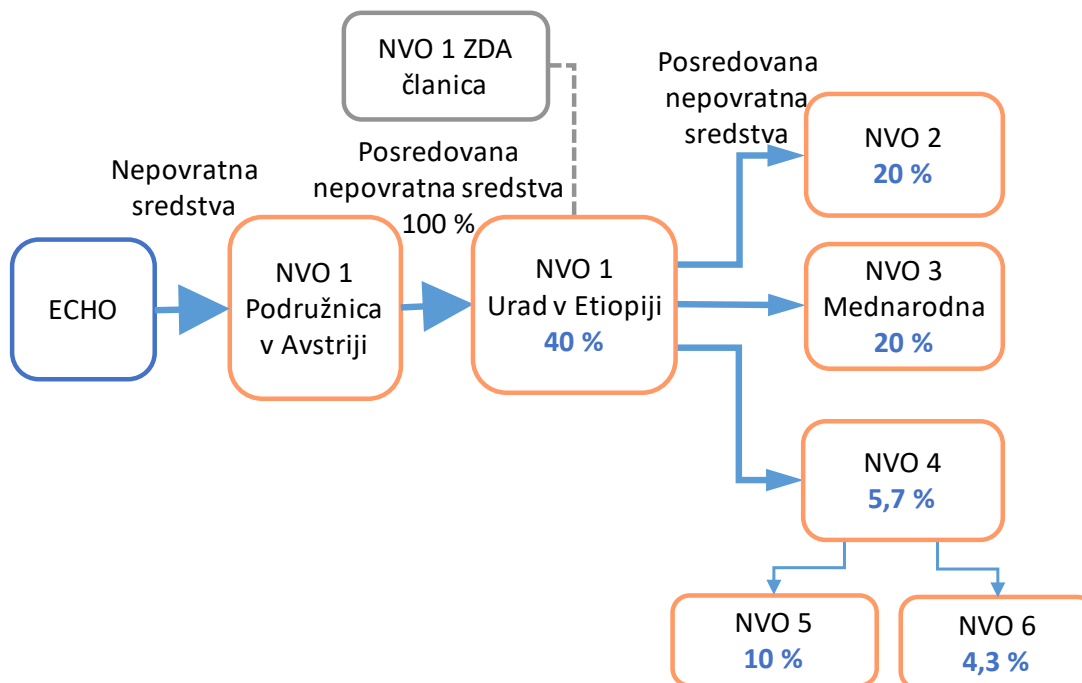 NVO 1 ZDA
članica
Posredovana
nepovratna
sredstva
Nepovratna
sredstva
Posredovana
nepovratna sredstva
100 %
ECHO
NVO 1
Podružnica
v Avstriji
NVO 1
Urad v Etiopiji
40 %
NVO 2
20 %
NVO 3
Mednarodna
20 %
NVO 4
5,7 %
NVO 5
10 %
NVO 6
4,3 %